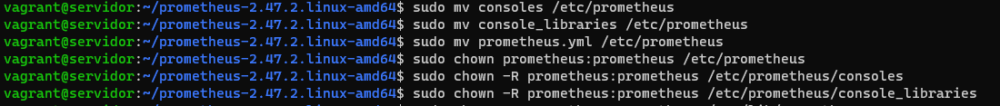 vagrant@servidor:~/prometheus-2.47.2.linux-amd64$ sudo mv consoles /etc/prometheus
vagrant@servidor:~/prometheus-2.47.2.linux-amd64$ sudo mv console_libraries /etc/prometheus
vagrant@servidor:~/prometheus-2.47.2.linux-amd64$ sudo mv prometheus.yml /etc/prometheus
vagrant@servidor:~/prometheus-2.47.2.linux-amd64$ sudo chown prometheus:prometheus /etc/prometheus
vagrant@servidor:~/prometheus-2.47.2.linux-amd64$ sudo chown -R prometheus:prometheus /etc/prometheus/consoles
vagrant@servidor:~/prometheus-2.47.2.linux-amd64$ sudo chown -R prometheus:prometheus /etc/prometheus/console_libraries